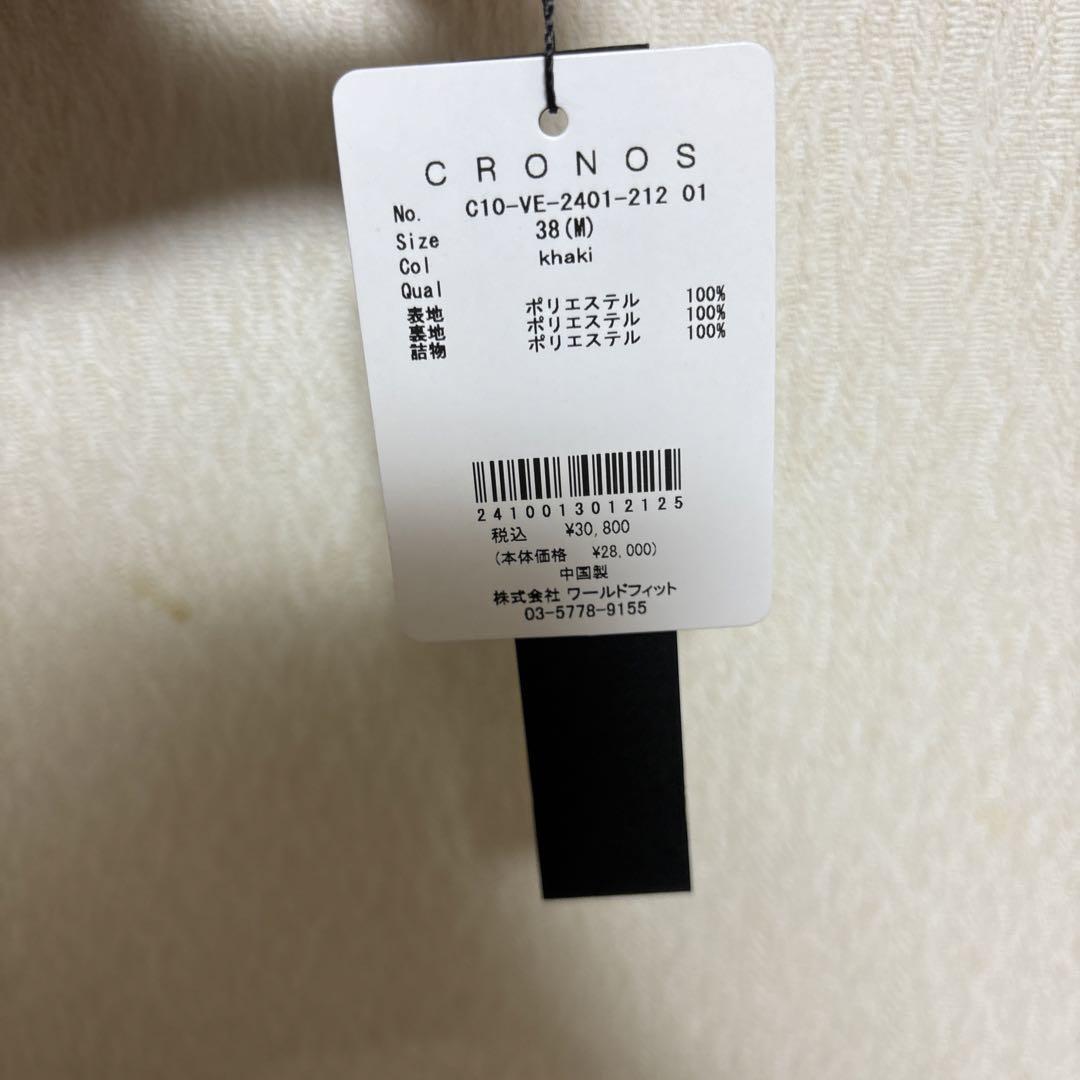 CRONOS
No. C10-VE-2401-212 01
Size 38(M)
Col khaki
Qual
表地 ポリエステル 100%
裏地 ポリエステル 100%
詰物 ポリエステル 100%
2410013012125
税込 ¥30,800
(本体価格 ¥28,000)
中国製
株式会社 ワールドフィット
03-5778-9155